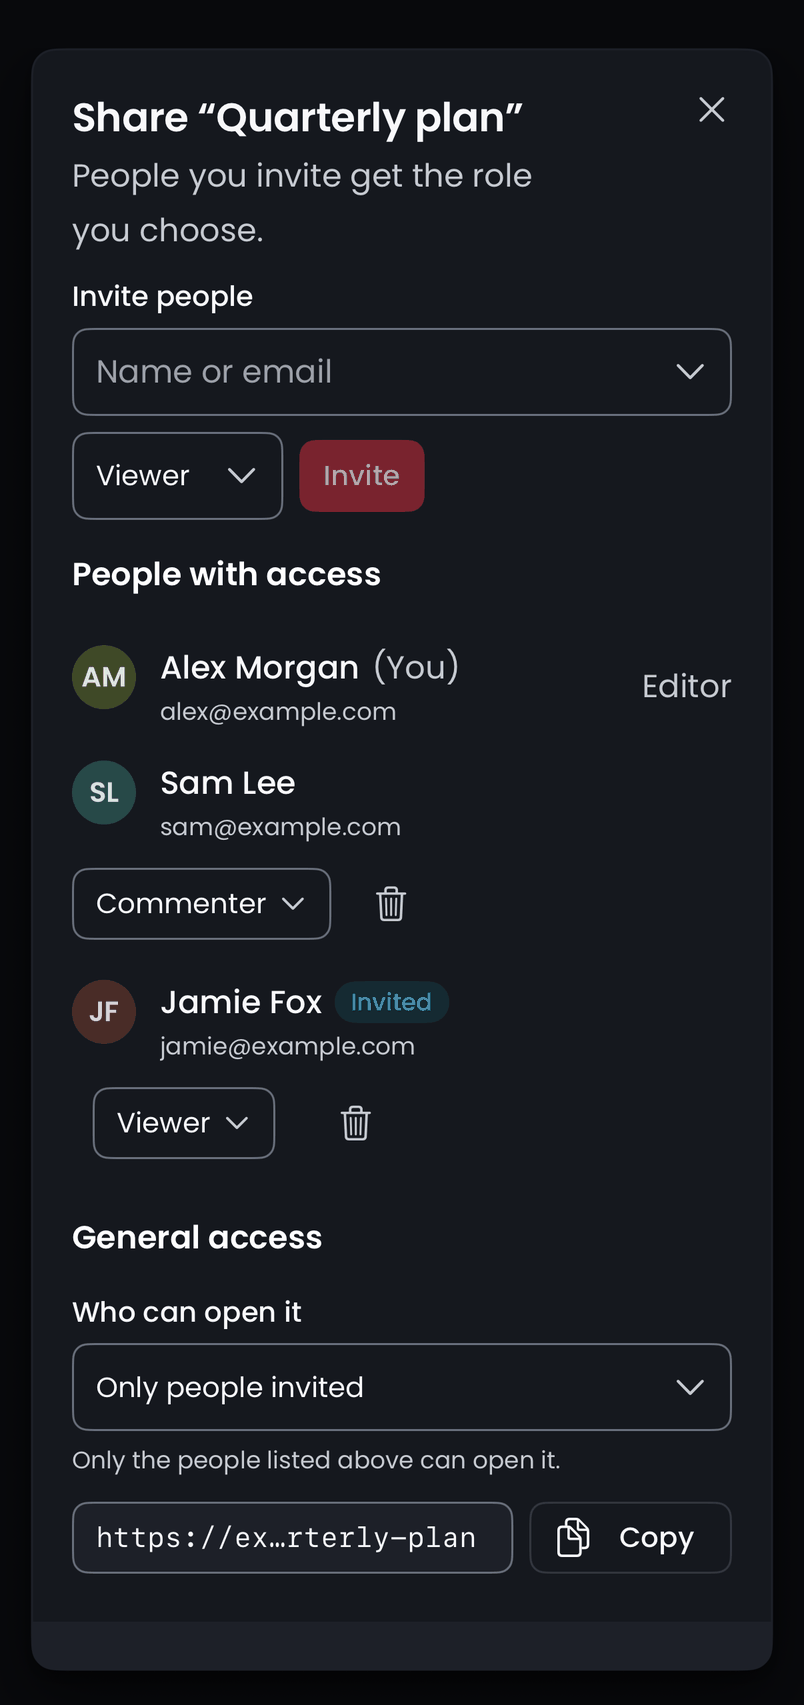 Share “Quarterly plan”
People you invite get the role
you choose.
Invite people
Name or email
Viewer
Invite
People with access
AM
Alex Morgan (You)
alex@example.com
Editor
SL
Sam Lee
sam@example.com
Commenter
JF
Jamie Fox
Invited
jamie@example.com
Viewer
General access
Who can open it
Only people invited
Only the people listed above can open it.
https://ex…rterly-plan
Copy